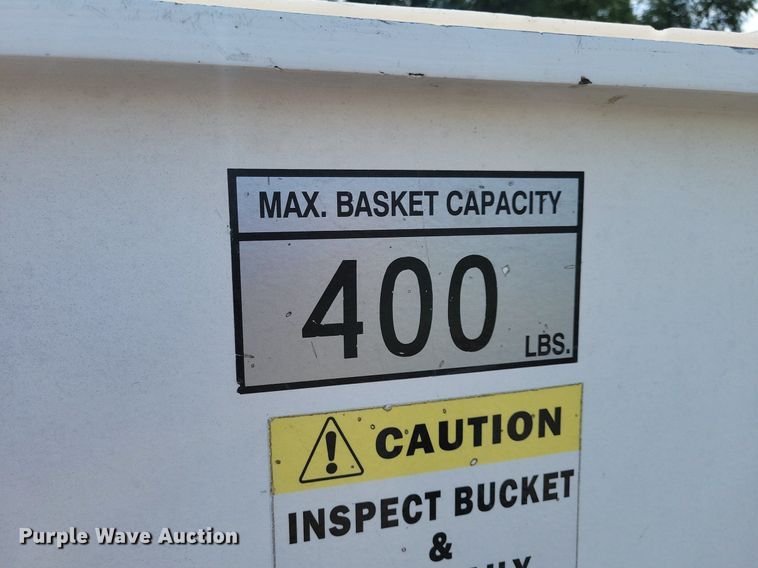 MAX. BASKET CAPACITY
400 LBS.
CAUTION
INSPECT BUCKET
&
Purple Wave Auction